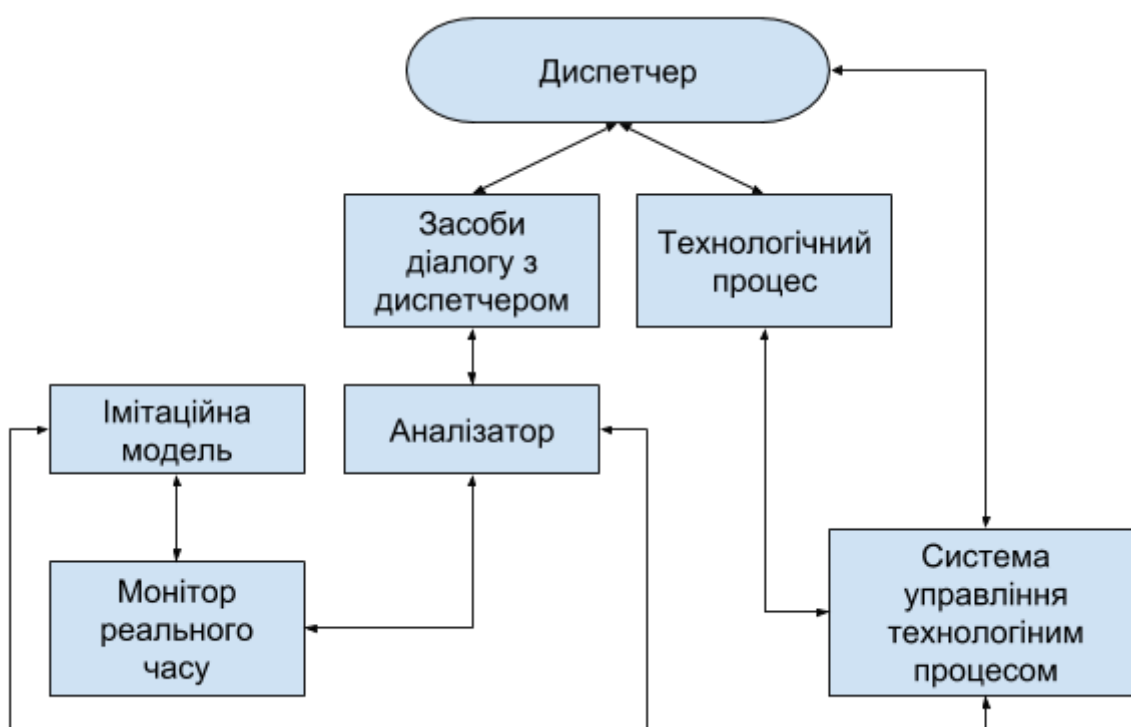 Диспетчер
Засоби
діалогу з
диспетчером
Технологічний
процес
Імітаційна
модель
Аналізатор
Монітор
реального
часу
Система
управління
технологіним
процесом